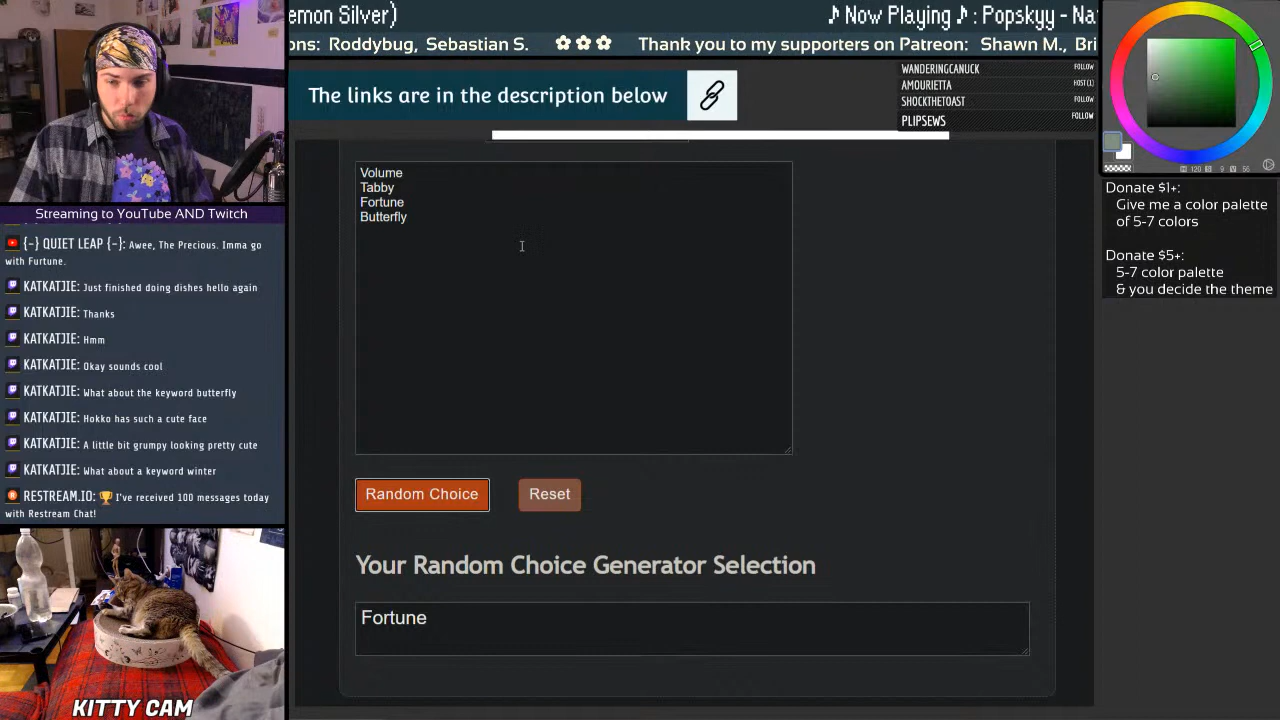 emon Silver)
♪ Now Playing ♪ : Popskyy - Na
ons: Roddybug, Sebastian S. ✿ ✿ ✿ Thank you to my supporters on Patreon: Shawn M., Bri
The links are in the description below
WANDERINGCANUCK FOLLOW
AMOURIETTA HOST (1)
SHOCKTHETOAST FOLLOW
PLIPSEWS FOLLOW
Donate $1+:
Give me a color palette
of 5-7 colors
Donate $5+:
5-7 color palette
& you decide the theme
Streaming to YouTube AND Twitch
{-} QUIET LEAP {-}: Awee, The Precious. Imma go
with Furtune.
KATKATJIE: Just finished doing dishes hello again
KATKATJIE: Thanks
KATKATJIE: Hmm
KATKATJIE: Okay sounds cool
KATKATJIE: What about the keyword butterfly
KATKATJIE: Hokko has such a cute face
KATKATJIE: A little bit grumpy looking pretty cute
KATKATJIE: What about a keyword winter
RESTREAM.IO: 🏆 I've received 100 messages today
with Restream Chat!
Volume
Tabby
Fortune
Butterfly
Random Choice
Reset
Your Random Choice Generator Selection
Fortune
KITTY CAM